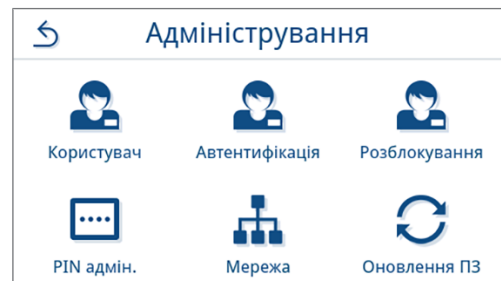 Адміністрування
Користувач Автентифікація Розблокування
PIN адмін. Мережа Оновлення ПЗ